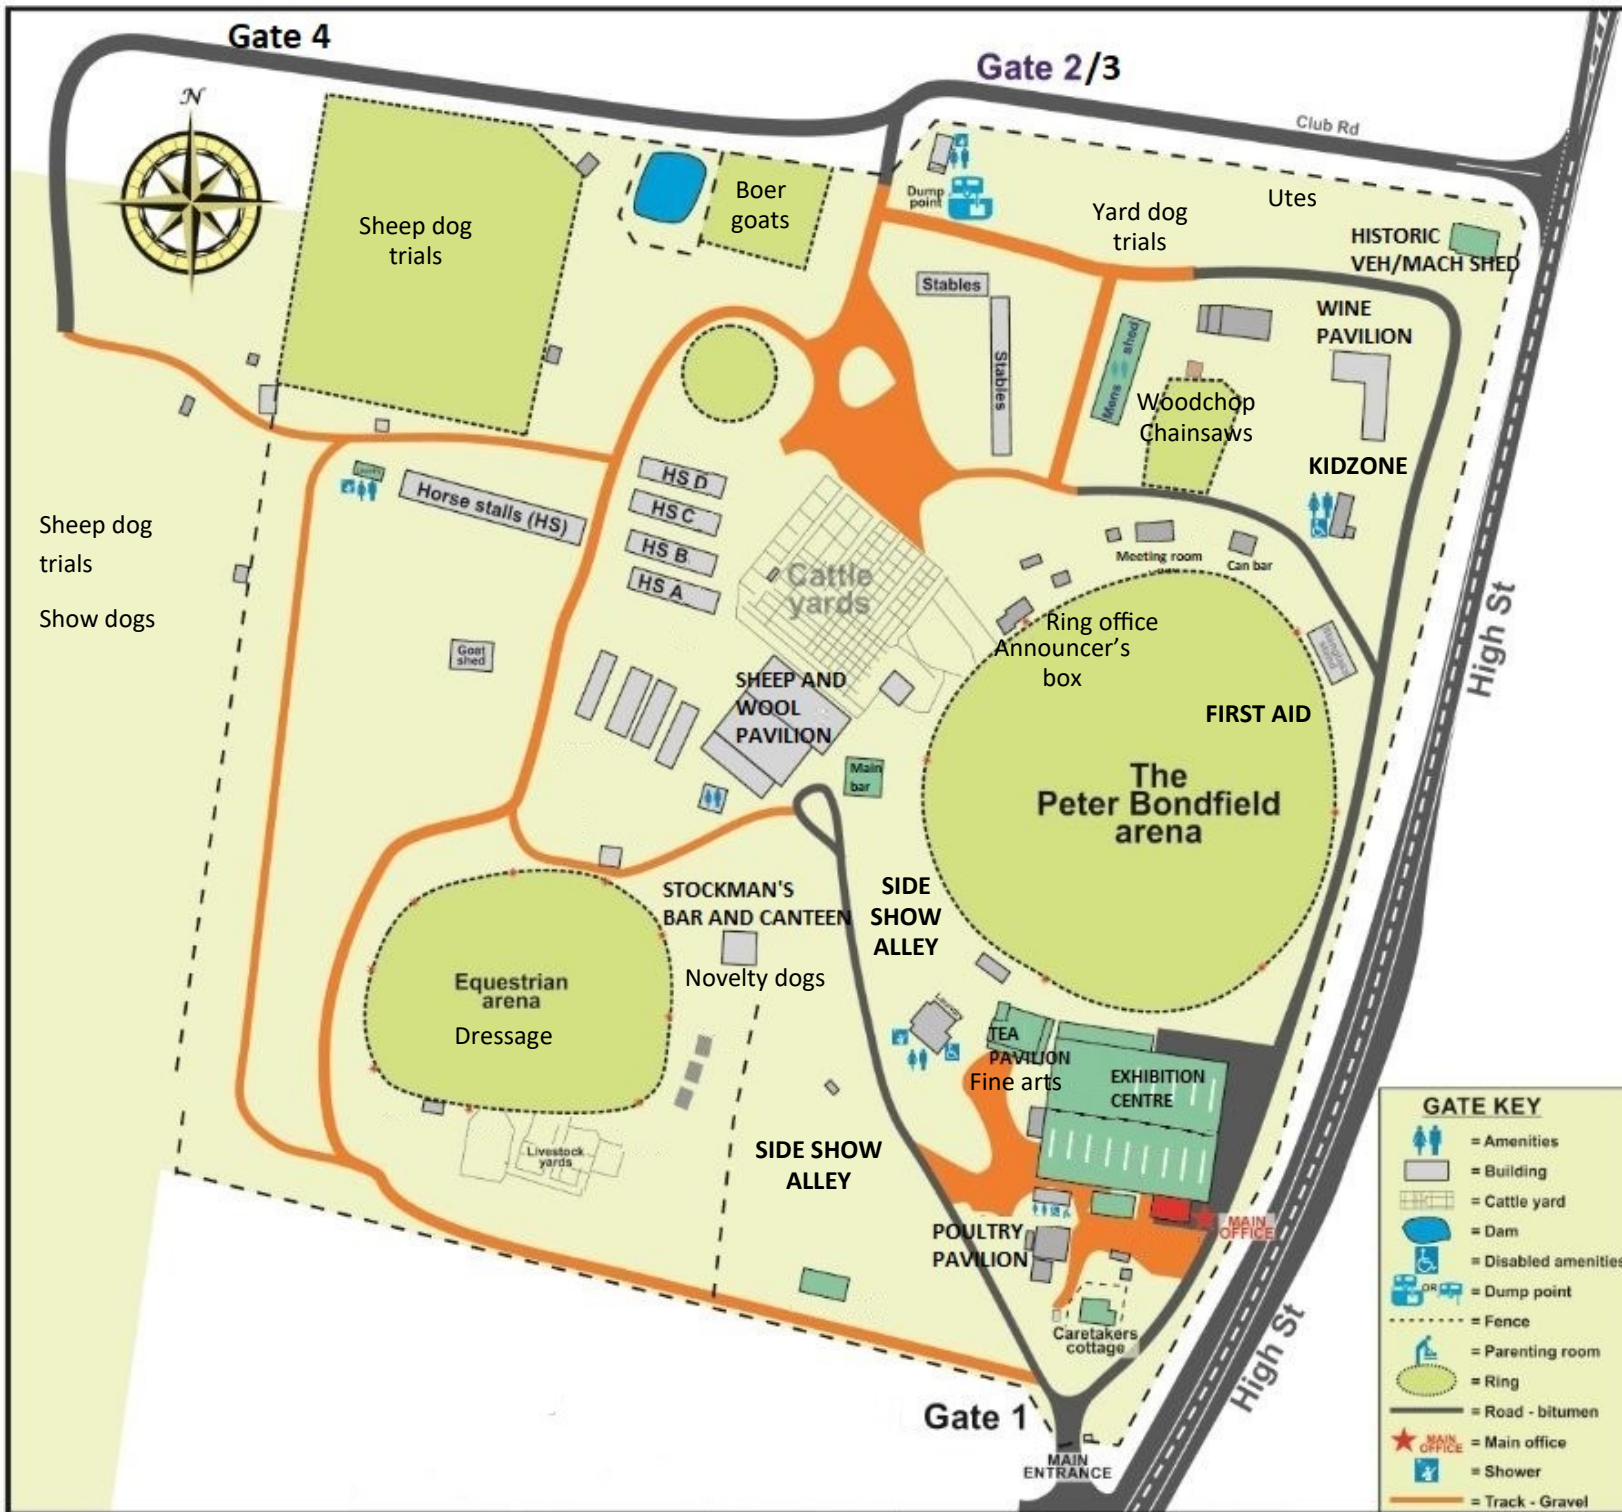 Gate 4
Gate 2/3
Club Rd
N
Sheep dog
trials
Boer
goats
Dump
point
Yard dog
trials
Utes
HISTORIC
VEH/MACH SHED
Stables
Stables
Mens shed
WINE
PAVILION
Woodchop
Chainsaws
KIDZONE
Horse stalls (HS)
HS D
HS C
HS B
HS A
Cattle
yards
Meeting room
Can bar
Sheep dog
trials
Show dogs
Goat
shed
Ring office
Announcer's
box
SHEEP AND
WOOL
PAVILION
FIRST AID
High St
Main
bar
The
Peter Bondfield
arena
STOCKMAN'S
BAR AND CANTEEN
SIDE
SHOW
ALLEY
Novelty dogs
Equestrian
arena
Dressage
TEA
PAVILION
Fine arts
EXHIBITION
CENTRE
Livestock
yards
SIDE SHOW
ALLEY
POULTRY
PAVILION
MAIN
OFFICE
Caretakers
cottage
High St
Gate 1
P
MAIN
ENTRANCE
GATE KEY
= Amenities
= Building
= Cattle yard
= Dam
= Disabled amenities
OR = Dump point
= Fence
= Parenting room
= Ring
= Road - bitumen
MAIN OFFICE = Main office
= Shower
= Track - Gravel